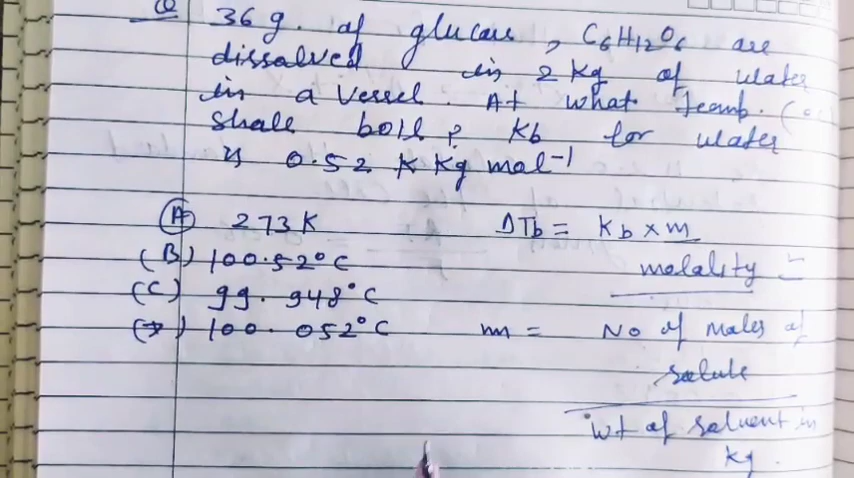 Q 36 g. of glucose, C6H12O6 are
dissolved in 2 Kg of water
in a vessel. At what temp. (
shall boil? Kb for water
is 0.52 K Kg mol-1
(A) 273K
(B) 100.52°C
(C) 99.948°C
( ) 100.052°C
ΔTb = Kb × m
molality
m = No of moles of
solute
wt of solvent in
kg.